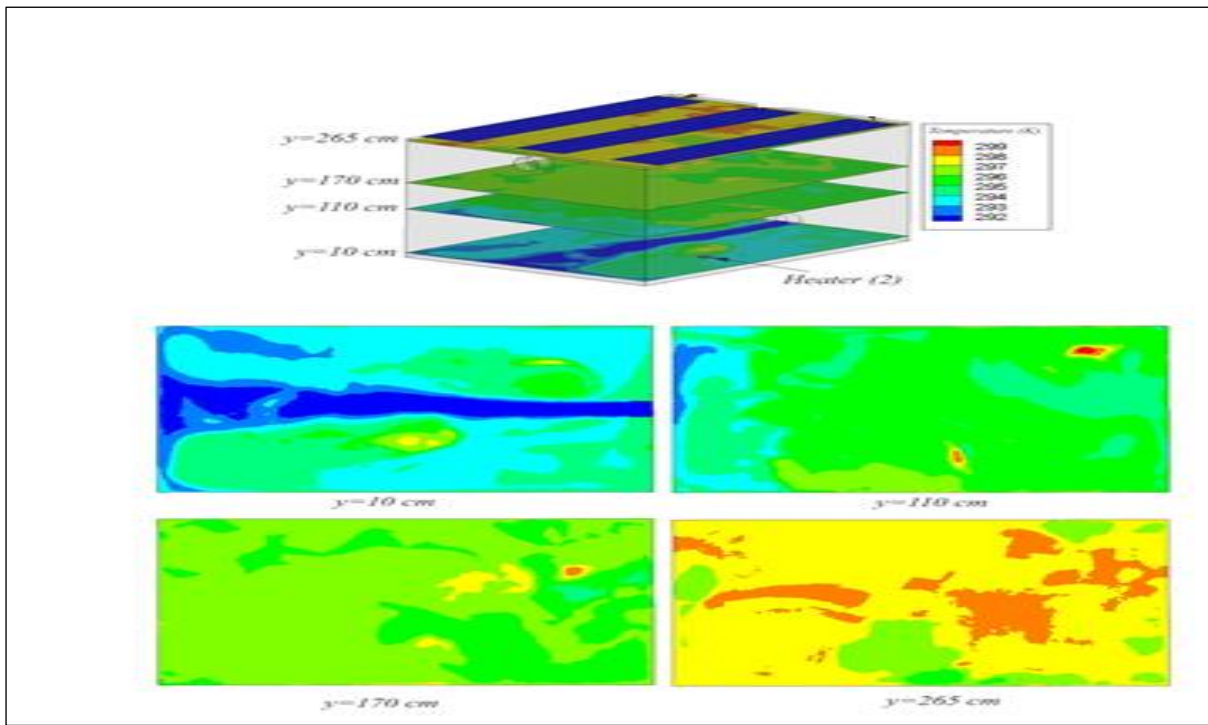 y=265 cm
y=170 cm
y=110 cm
y=10 cm
Temperature (K)
299
298
297
296
295
294
293
292
Heater (2)
y=10 cm
y=110 cm
y=170 cm
y=265 cm